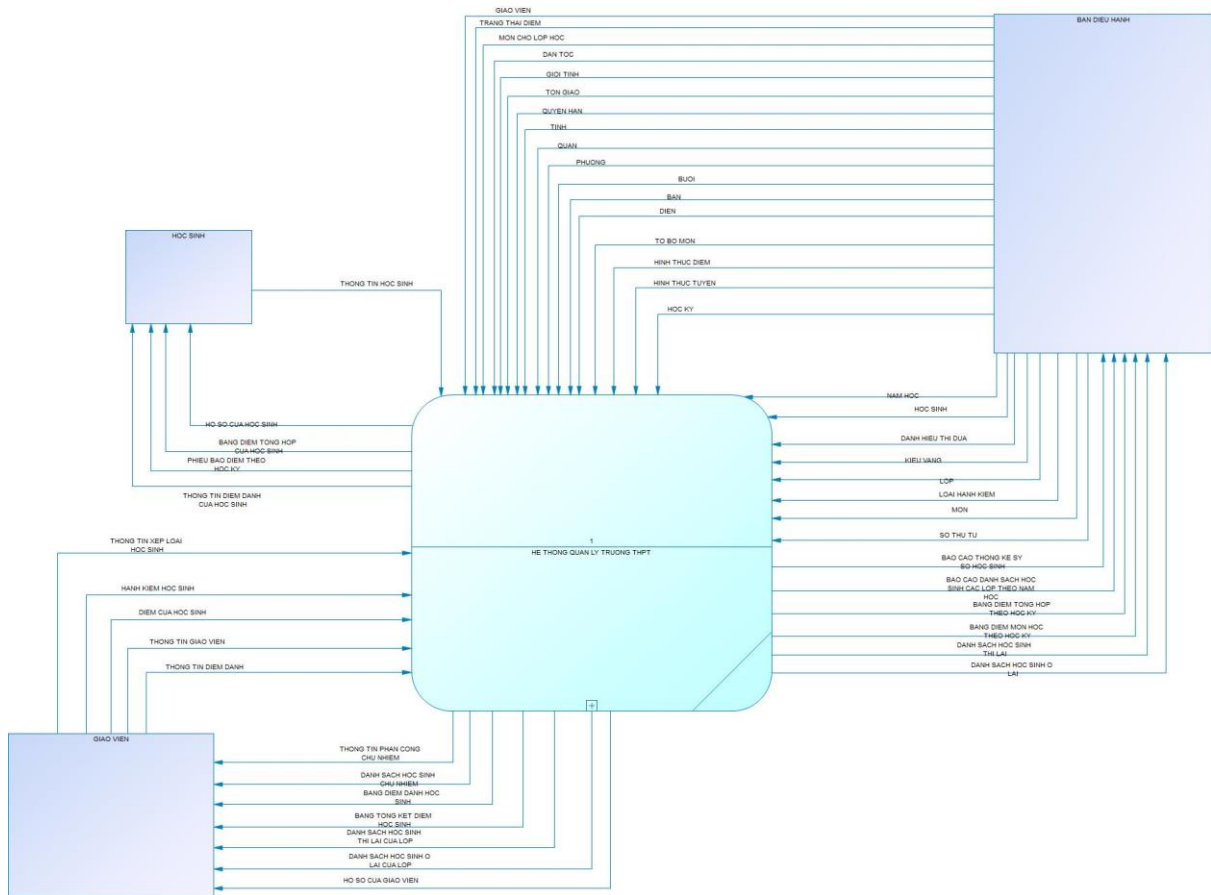 GIAO VIEN
BAN DIEU HANH
TRANG THAI DIEM
MON CHO LOP HOC
DAN TOC
GIOI TINH
TON GIAO
QUYEN HAN
TINH
QUAN
PHUONG
BUOI
BAN
DIEN
TO BO MON
HINH THUC DIEM
HINH THUC TUYEN
HOC KY
HOC SINH
THONG TIN HOC SINH
HO SO CUA HOC SINH
BANG DIEM TONG HOP
CUA HOC SINH
PHIEU BAO DIEM THEO
HOC KY
THONG TIN DIEM DANH
CUA HOC SINH
NAM HOC
HOC SINH
DANH HIEU THI DUA
KIEU VANG
LOP
LOAI HANH KIEM
MON
SO THU TU
1
HE THONG QUAN LY TRUONG THPT
BAO CAO THONG KE SY
SO HOC SINH
BAO CAO DANH SACH HOC
SINH CAC LOP THEO NAM
HOC
BANG DIEM TONG HOP
THEO HOC KY
BANG DIEM MON HOC
THEO HOC KY
DANH SACH HOC SINH
THI LAI
DANH SACH HOC SINH O
LAI
THONG TIN XEP LOAI
HOC SINH
HANH KIEM HOC SINH
DIEM CUA HOC SINH
THONG TIN GIAO VIEN
THONG TIN DIEM DANH
GIAO VIEN
THONG TIN PHAN CONG
CHU NHIEM
DANH SACH HOC SINH
CHU NHIEM
BANG DIEM DANH HOC
SINH
BANG TONG KET DIEM
HOC SINH
DANH SACH HOC SINH
THI LAI CUA LOP
DANH SACH HOC SINH O
LAI CUA LOP
HO SO CUA GIAO VIEN